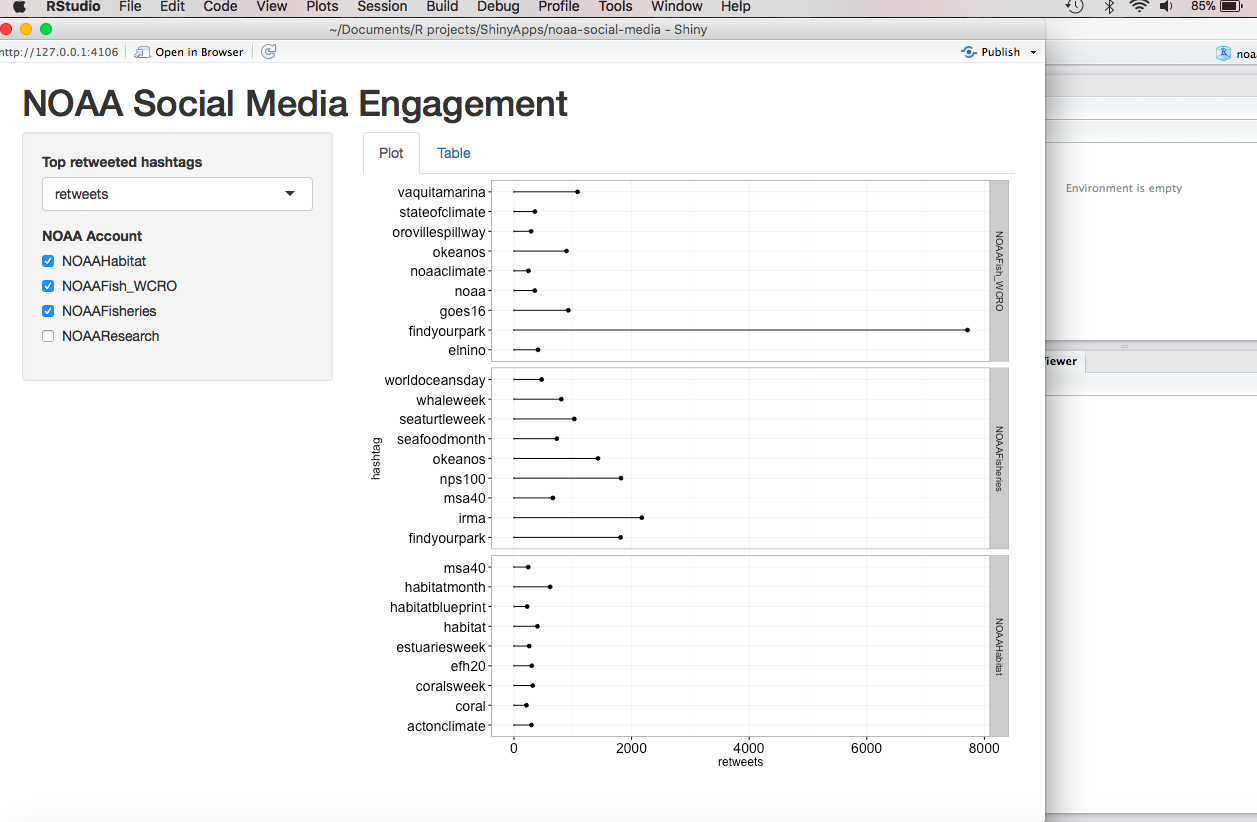 RStudio File Edit Code View Plots Session Build Debug Profile Tools Window Help 85%
~/Documents/R projects/ShinyApps/noaa-social-media - Shiny
http://127.0.0.1:4106 Open in Browser Publish
noa
NOAA Social Media Engagement
Top retweeted hashtags
retweets
NOAA Account
NOAAHabitat
NOAAFish_WCRO
NOAAFisheries
NOAAResearch
Plot Table
vaquitamarina
stateofclimate
orovillespillway
okeanos
noaaclimate
noaa
goes16
findyourpark
elnino
NOAAFish_WCRO
worldoceansday
whaleweek
seaturtleweek
seafoodmonth
okeanos
nps100
msa40
irma
findyourpark
NOAAFisheries
hashtag
msa40
habitatmonth
habitatblueprint
habitat
estuariesweek
efh20
coralsweek
coral
actonclimate
NOAAHabitat
0 2000 4000 6000 8000
retweets
Environment is empty
Viewer